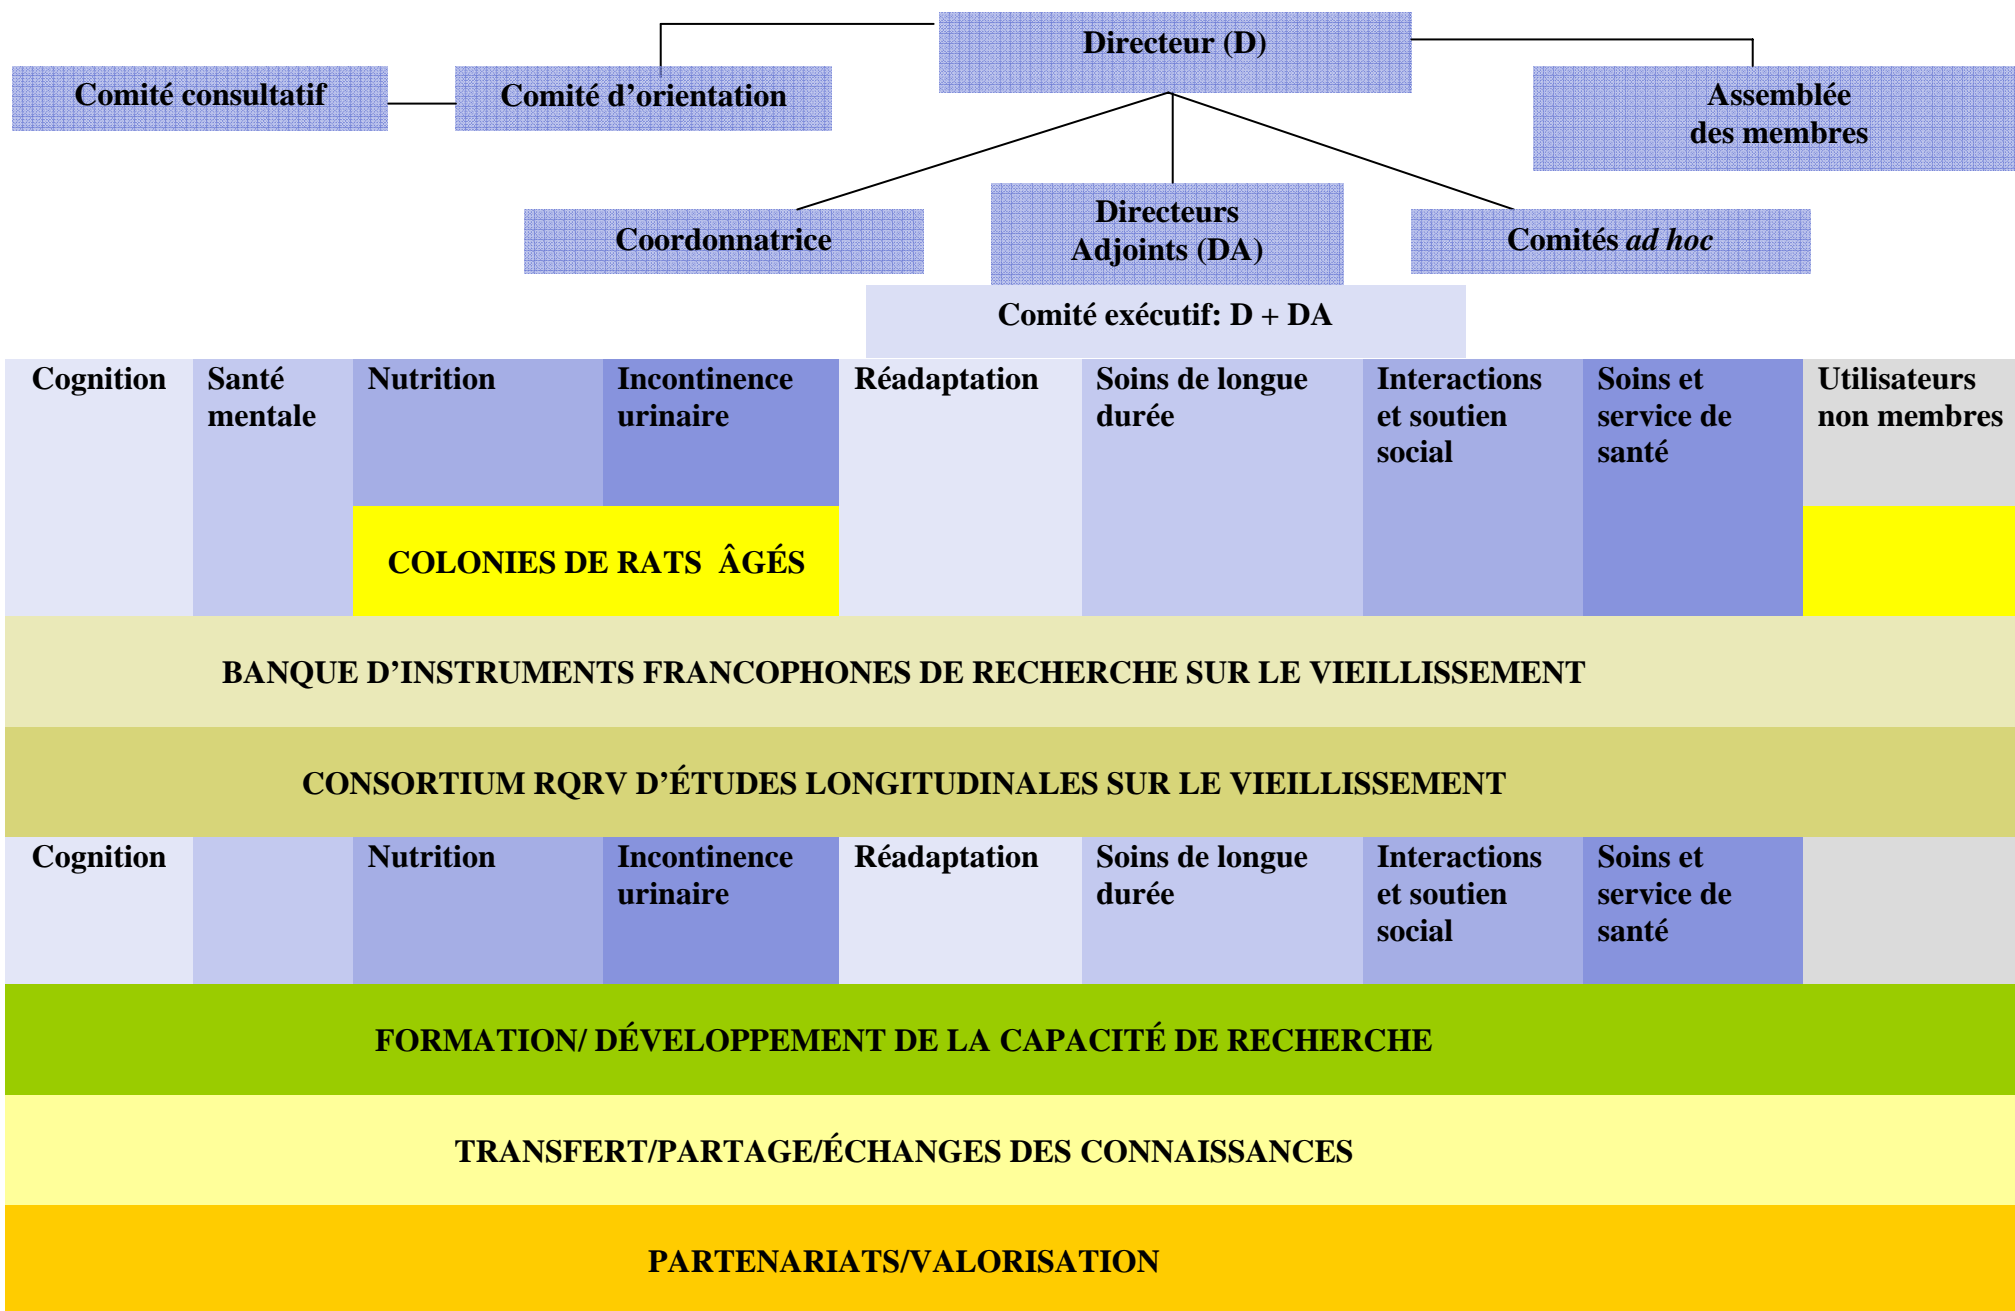 Directeur (D)
Comité consultatif
Comité d’orientation
Assemblée
des membres
Coordonnatrice
Directeurs
Adjoints (DA)
Comités ad hoc
Comité exécutif: D + DA
Cognition
Santé
mentale
Nutrition
Incontinence
urinaire
Réadaptation
Soins de longue
durée
Interactions
et soutien
social
Soins et
service de
santé
Utilisateurs
non membres
COLONIES DE RATS ÂGÉS
BANQUE D’INSTRUMENTS FRANCOPHONES DE RECHERCHE SUR LE VIEILLISSEMENT
CONSORTIUM RQRV D’ÉTUDES LONGITUDINALES SUR LE VIEILLISSEMENT
Cognition
Nutrition
Incontinence
urinaire
Réadaptation
Soins de longue
durée
Interactions
et soutien
social
Soins et
service de
santé
FORMATION/ DÉVELOPPEMENT DE LA CAPACITÉ DE RECHERCHE
TRANSFERT/PARTAGE/ÉCHANGES DES CONNAISSANCES
PARTENARIATS/VALORISATION